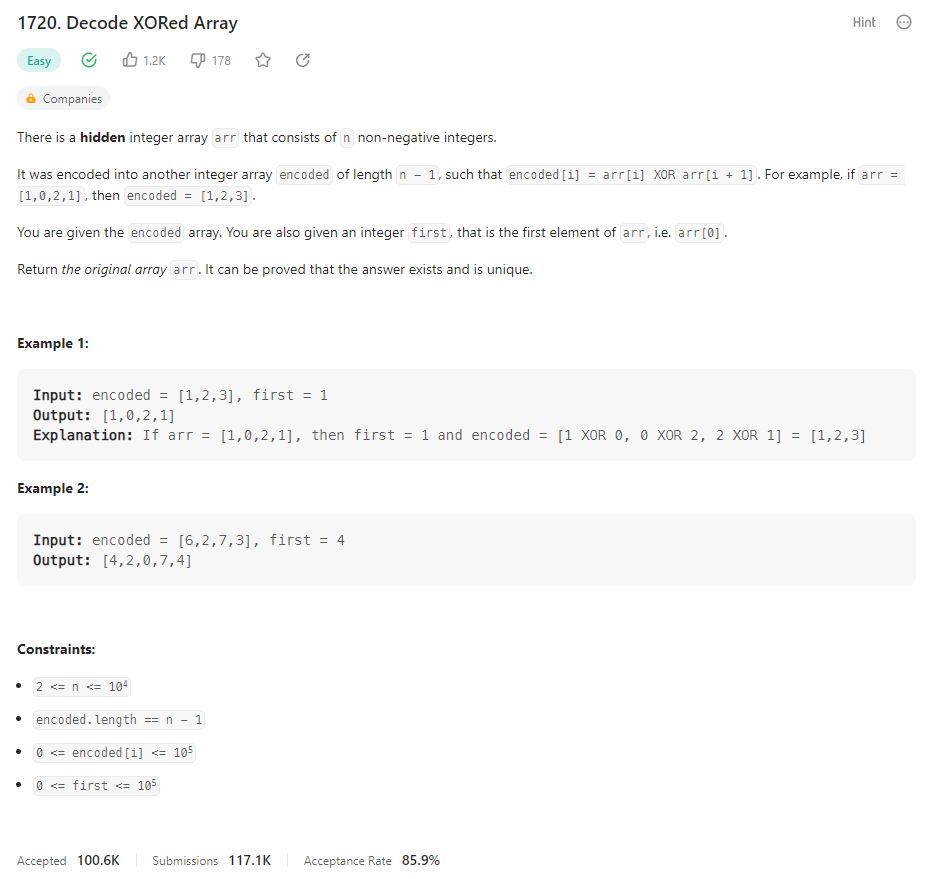 1720. Decode XORed Array
Hint
Easy
1.2K
178
Companies
There is a hidden integer array arr that consists of n non-negative integers.
It was encoded into another integer array encoded of length n - 1, such that encoded[i] = arr[i] XOR arr[i + 1]. For example, if arr =
[1,0,2,1], then encoded = [1,2,3].
You are given the encoded array. You are also given an integer first, that is the first element of arr, i.e. arr[0].
Return the original array arr. It can be proved that the answer exists and is unique.
Example 1:
Input: encoded = [1,2,3], first = 1
Output: [1,0,2,1]
Explanation: If arr = [1,0,2,1], then first = 1 and encoded = [1 XOR 0, 0 XOR 2, 2 XOR 1] = [1,2,3]
Example 2:
Input: encoded = [6,2,7,3], first = 4
Output: [4,2,0,7,4]
Constraints:
• 2 <= n <= 10⁴
• encoded.length == n - 1
• 0 <= encoded[i] <= 10⁵
• 0 <= first <= 10⁵
Accepted 100.6K Submissions 117.1K Acceptance Rate 85.9%